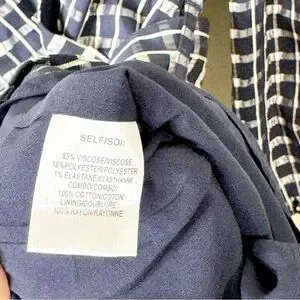 SELF/SOI:
83% VISCOSE/VISCOSE
16%POLYESTER/POLYESTER
1% ELASTANE/ELASTHANNE
COMBO/COMBO:
100% COTTON/COTON
LINING/DOUBLURE
100% RAYON/RAYONNE